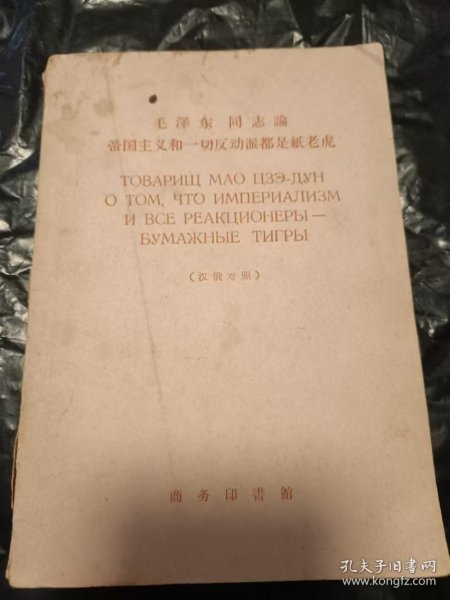 毛澤东同志論
帝国主义和一切反动派都是紙老虎
ТОВАРИЩ МАО ЦЗЭ-ДУН
О ТОМ, ЧТО ИМПЕРИАЛИЗМ
И ВСЕ РЕАКЦИОНЕРЫ —
БУМАЖНЫЕ ТИГРЫ
（汉俄对照）
商务印書館
孔夫子旧书网
www.kongfz.com